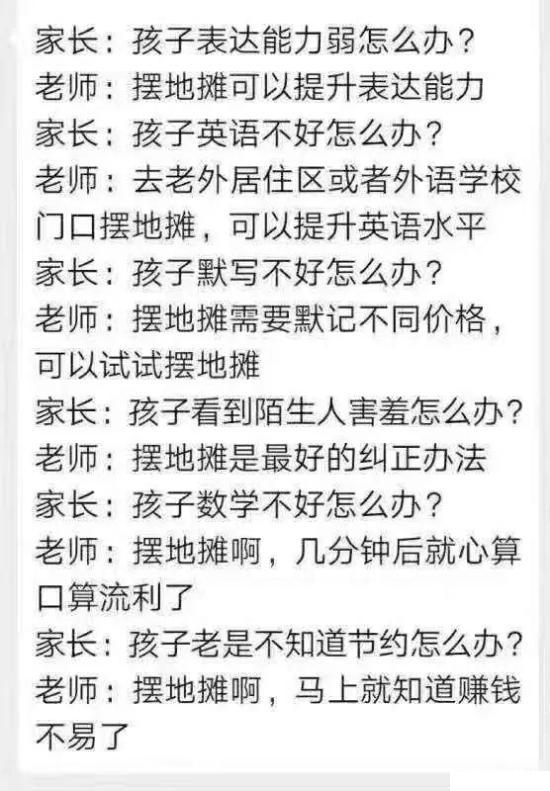 家长：孩子表达能力弱怎么办？
老师：摆地摊可以提升表达能力
家长：孩子英语不好怎么办？
老师：去老外居住区或者外语学校
门口摆地摊，可以提升英语水平
家长：孩子默写不好怎么办？
老师：摆地摊需要默记不同价格，
可以试试摆地摊
家长：孩子看到陌生人害羞怎么办？
老师：摆地摊是最好的纠正办法
家长：孩子数学不好怎么办？
老师：摆地摊啊，几分钟后就心算
口算流利了
家长：孩子老是不知道节约怎么办？
老师：摆地摊啊，马上就知道赚钱
不易了